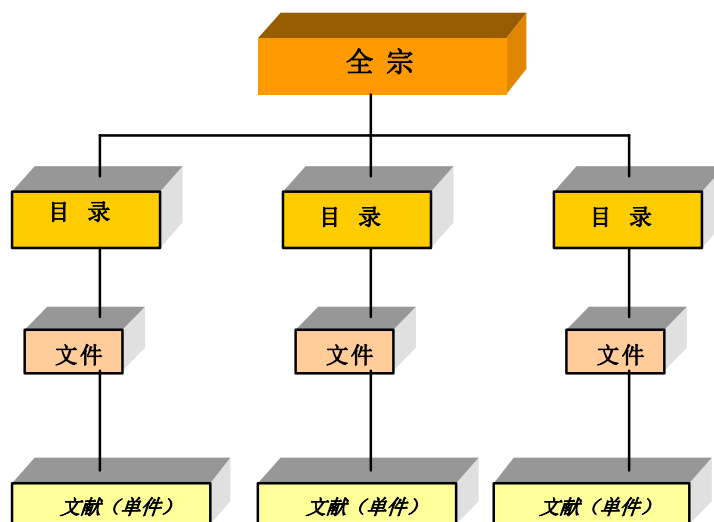 全 宗
目 录
目 录
目 录
文件
文件
文件
文献（单件）
文献（单件）
文献（单件）